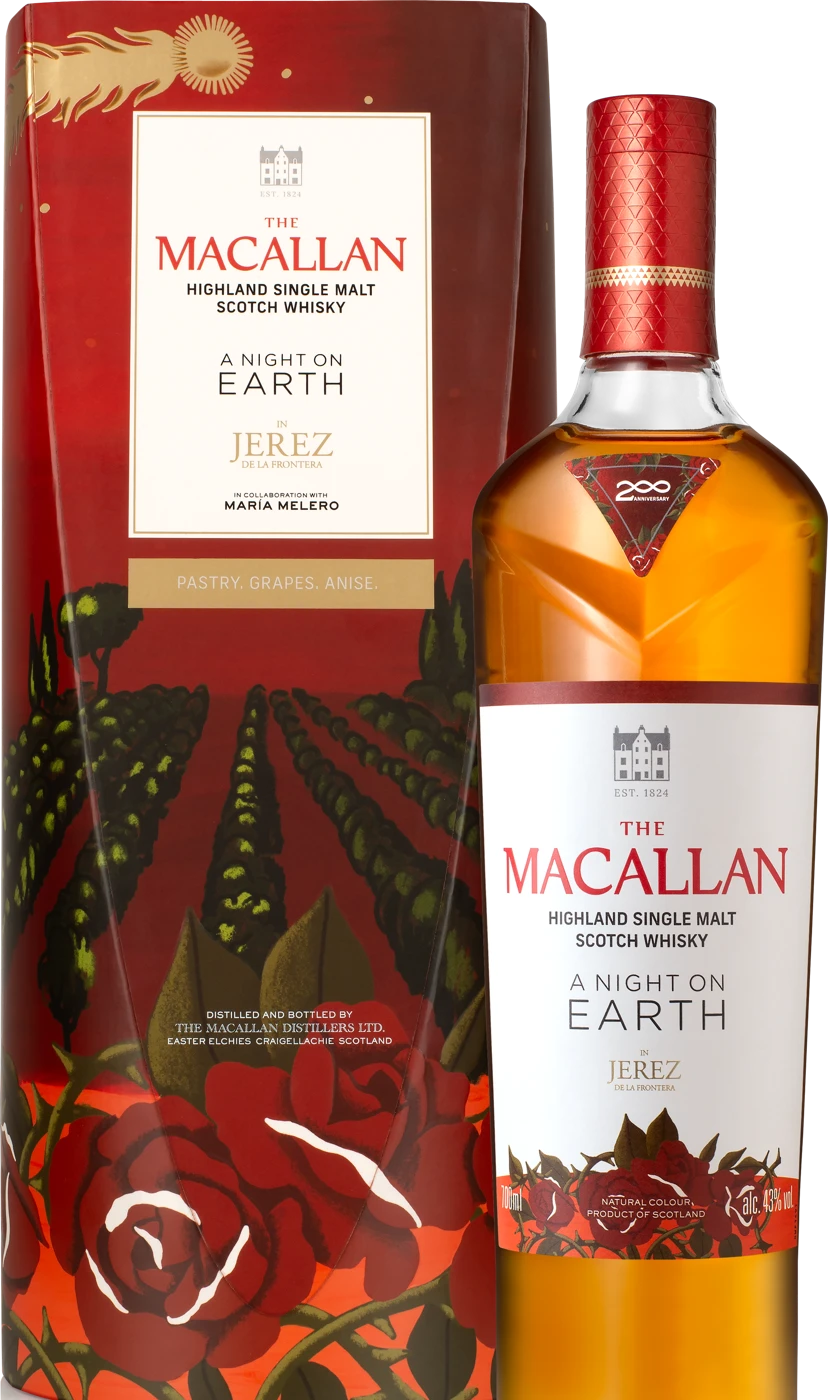 EST. 1824
THE
MACALLAN
HIGHLAND SINGLE MALT
SCOTCH WHISKY
A NIGHT ON
EARTH
IN
JEREZ
DE LA FRONTERA
IN COLLABORATION WITH
MARÍA MELERO
PASTRY. GRAPES. ANISE.
DISTILLED AND BOTTLED BY
THE MACALLAN DISTILLERS LTD.
EASTER ELCHIES CRAIGELLACHIE SCOTLAND
200
ANNIVERSARY
EST. 1824
THE
MACALLAN
HIGHLAND SINGLE MALT
SCOTCH WHISKY
A NIGHT ON
EARTH
IN
JEREZ
DE LA FRONTERA
700ml
NATURAL COLOUR
PRODUCT OF SCOTLAND
alc. 43% vol.